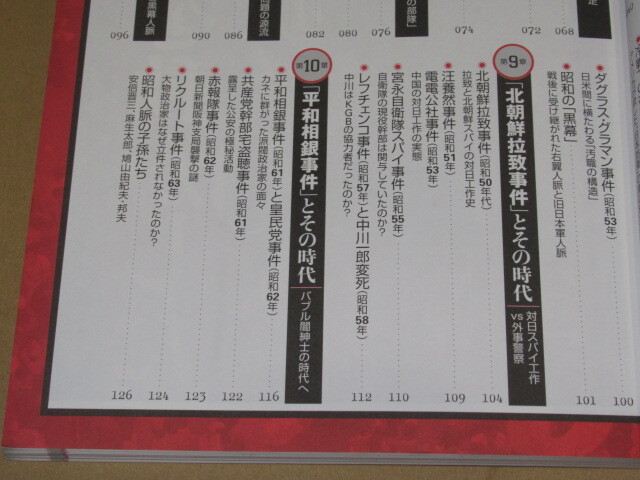 定
の部隊」
題の源流
黒幕人脈
068
072
074
076
080
080
082
086
090
096
ダグラス・グラマン事件(昭和53年)
日米間に横たわる「汚職の構造」
100
昭和の「黒幕」
戦後に受け継がれた右翼人脈と旧日本軍人脈
101
第9章
「北朝鮮拉致事件」とその時代
対日スパイ工作
vs外事警察
北朝鮮拉致事件(昭和50年代)
拉致と北朝鮮スパイの対日工作史
104
汪養然事件(昭和51年)
中国の対日工作の実態
電電公社事件(昭和53年)
109
宮永自衛隊スパイ事件(昭和55年)
自衛隊の現役幹部は関与していたのか?
110
レフチェンコ事件(昭和57年)と中川一郎変死(昭和58年)
中川はKGBの協力者だったのか?
112
第10章
「平和相銀事件」とその時代
バブル闇紳士の時代へ
平和相銀事件(昭和61年)と皇民党事件(昭和62年)
カネに群がった派閥政治家の面々
116
共産党幹部宅盗聴事件(昭和61年)
露呈した公安の極秘活動
122
赤報隊事件(昭和62年)
朝日新聞阪神支局襲撃の謎
123
リクルート事件(昭和63年)
大物政治家はなぜ立件されなかったのか?
124
昭和人脈の子孫たち
安倍晋三、麻生太郎、鳩山由紀夫・邦夫
126